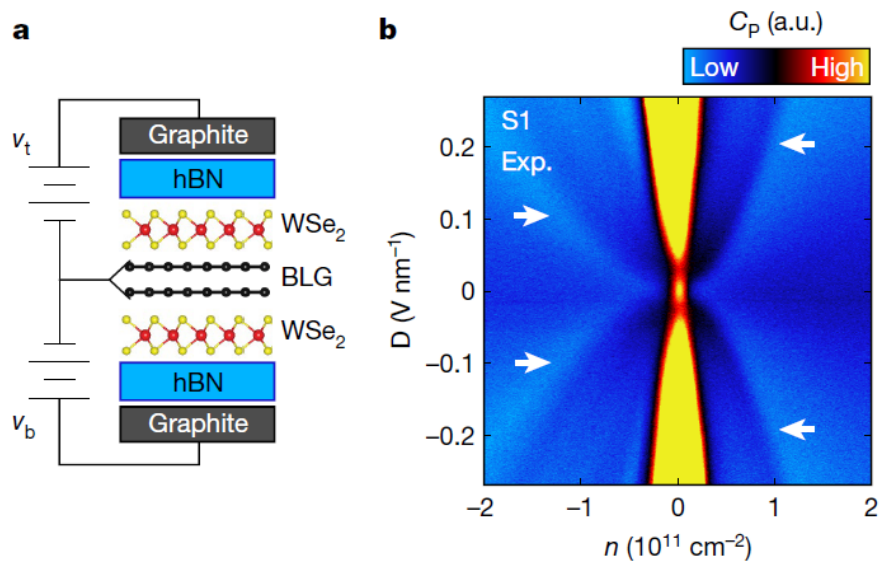 a
v_t
Graphite
hBN
WSe₂
BLG
WSe₂
hBN
Graphite
v_b
b
C_P (a.u.)
Low High
S1
Exp.
0.2
0.1
0
−0.1
−0.2
D (V nm⁻¹)
−2 −1 0 1 2
n (10¹¹ cm⁻²)